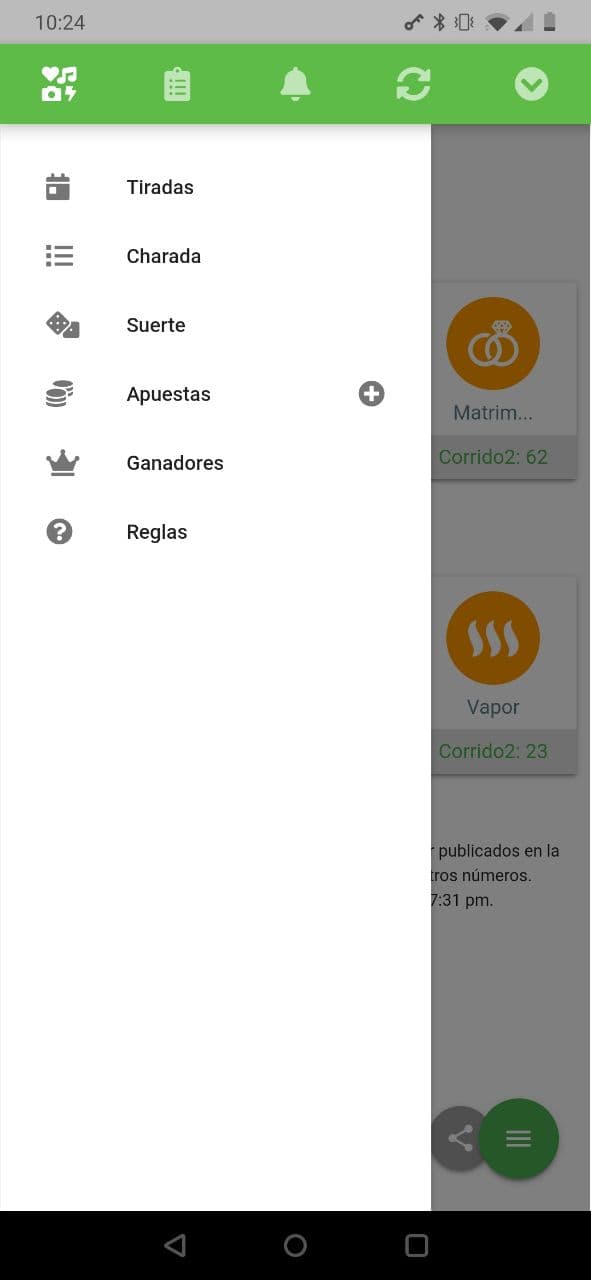 10:24
Tiradas
Charada
Suerte
Apuestas
Ganadores
Reglas
Matrim...
Corrido2: 62
Vapor
Corrido2: 23
r publicados en la
tros números.
7:31 pm.